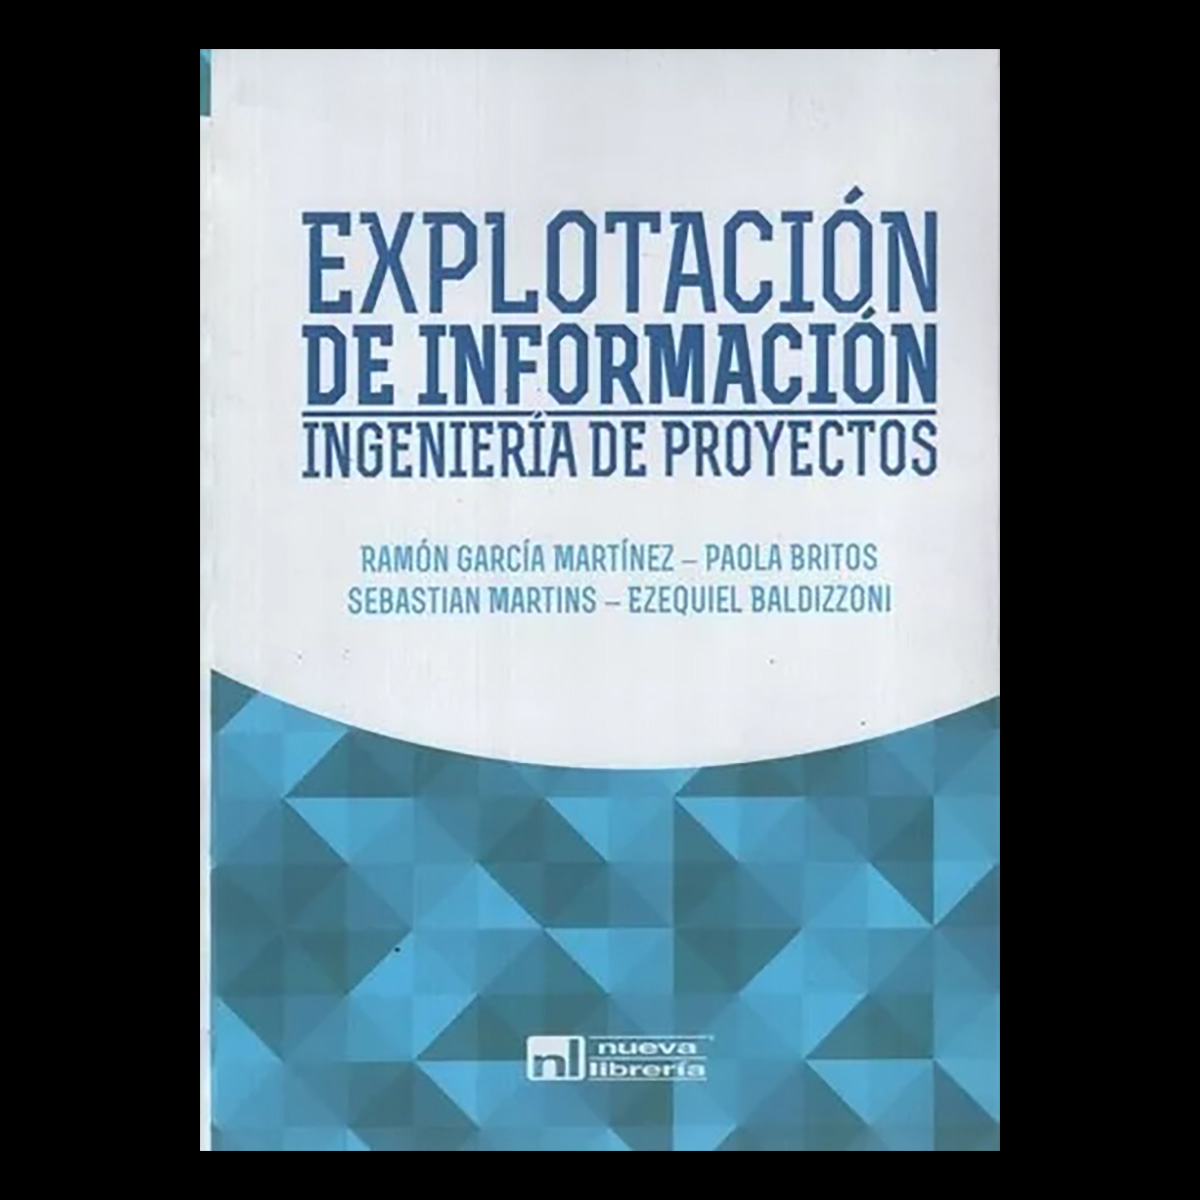 EXPLOTACIÓN
DE INFORMACIÓN
INGENIERÍA DE PROYECTOS
RAMÓN GARCÍA MARTÍNEZ – PAOLA BRITOS
SEBASTIAN MARTINS – EZEQUIEL BALDIZZONI
nl nueva
librería